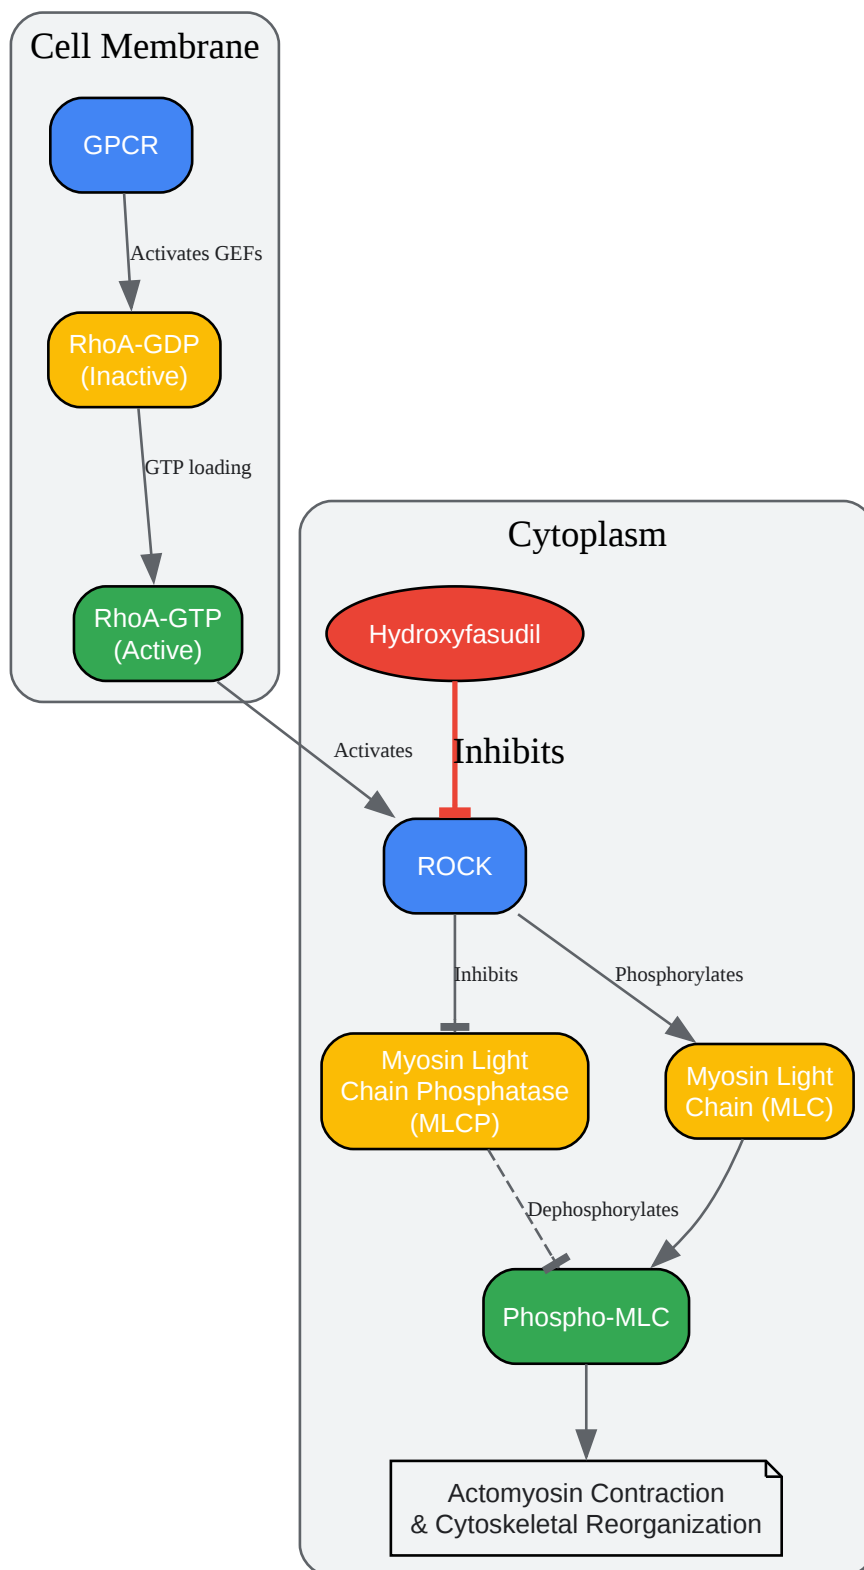 Cell Membrane
GPCR
Activates GEFs
RhoA-GDP
(Inactive)
GTP loading
RhoA-GTP
(Active)
Cytoplasm
Hydroxyfasudil
Activates
Inhibits
ROCK
Inhibits
Phosphorylates
Myosin Light
Chain Phosphatase
(MLCP)
Myosin Light
Chain (MLC)
Dephosphorylates
Phospho-MLC
Actomyosin Contraction
& Cytoskeletal Reorganization